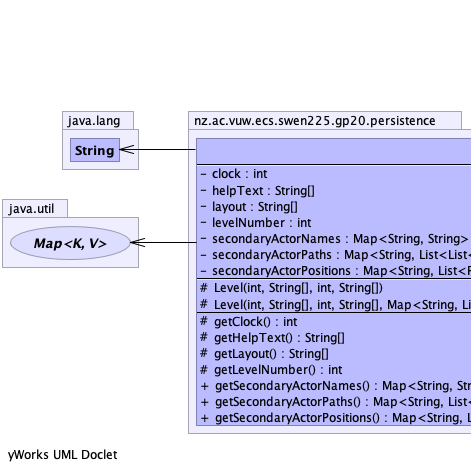 java.lang
String
nz.ac.vuw.ecs.swen225.gp20.persistence
- clock : int
- helpText : String[]
- layout : String[]
- levelNumber : int
- secondaryActorNames : Map<String, String>
- secondaryActorPaths : Map<String, List<List<
- secondaryActorPositions : Map<String, List<
# Level(int, String[], int, String[])
# Level(int, String[], int, String[], Map<String,
# getClock() : int
# getHelpText() : String[]
# getLayout() : String[]
# getLevelNumber() : int
+ getSecondaryActorNames() : Map<String,
+ getSecondaryActorPaths() : Map<String,
+ getSecondaryActorPositions() : Map<String,
java.util
Map<K, V>
yWorks UML Doclet